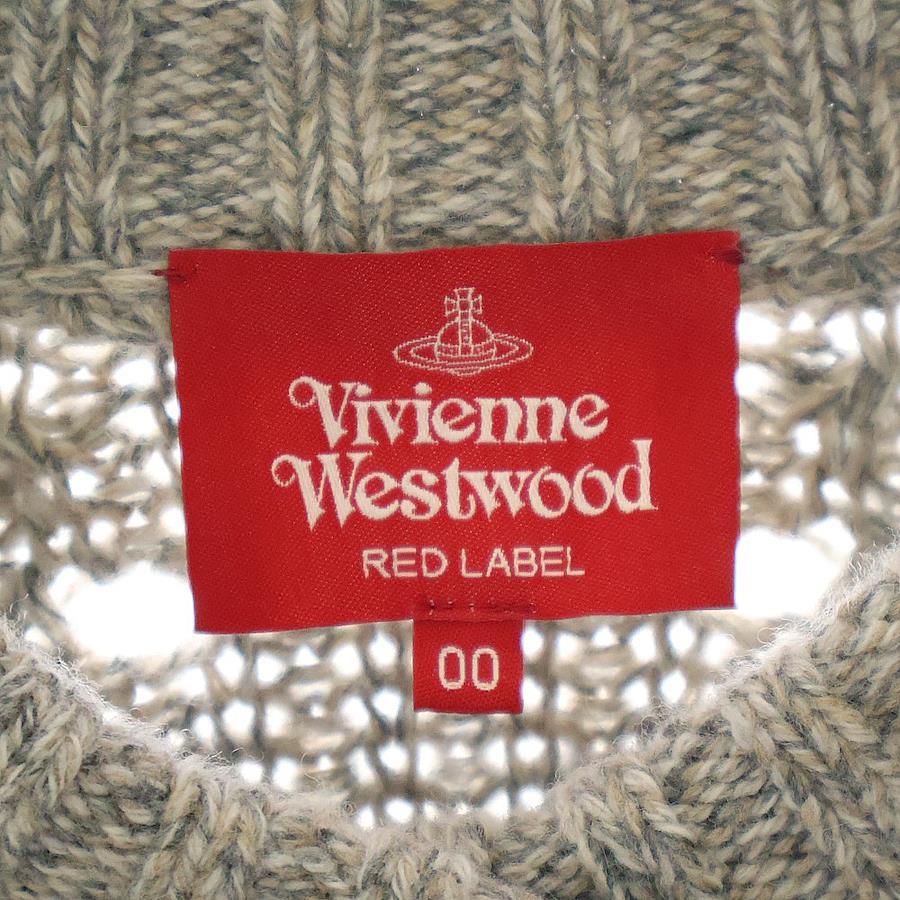 Vivienne
Westwood
RED LABEL
00